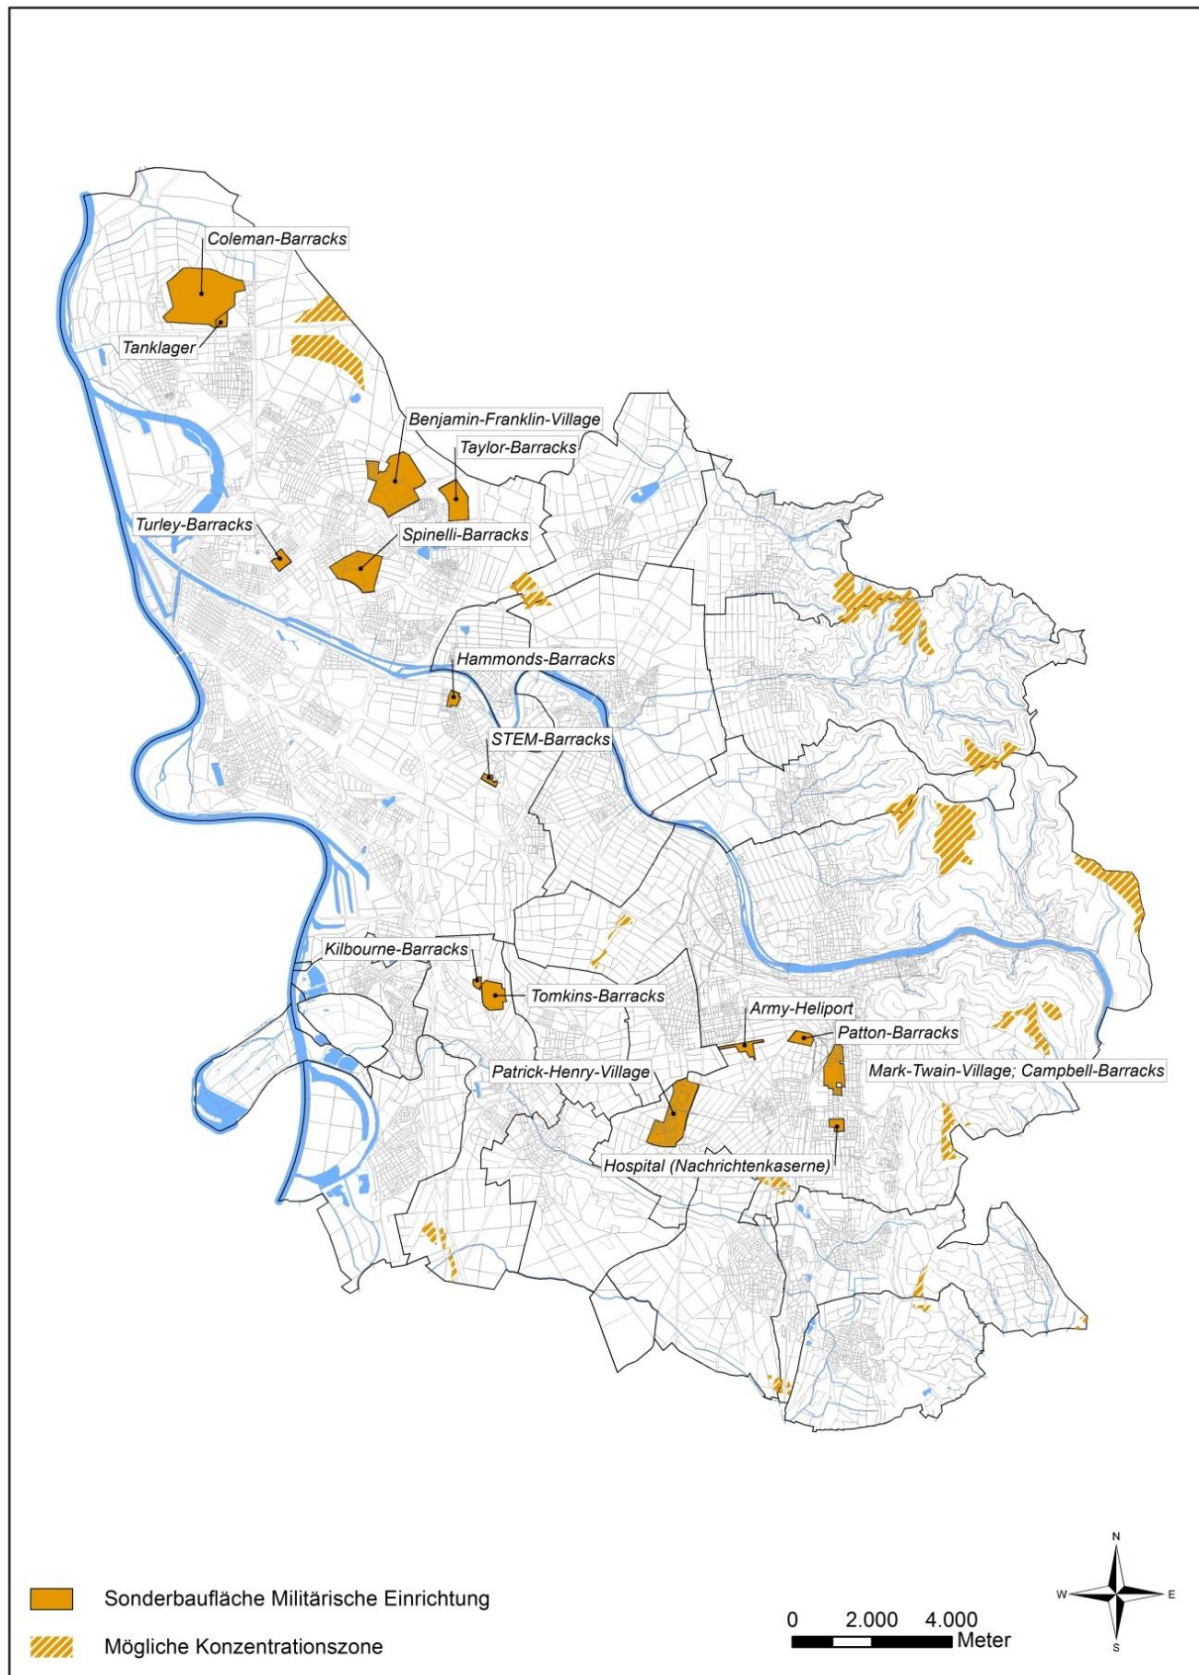 Coleman-Barracks
Tanklager
Benjamin-Franklin-Village
Taylor-Barracks
Turley-Barracks
Spinelli-Barracks
Hammonds-Barracks
STEM-Barracks
Kilbourne-Barracks
Tomkins-Barracks
Army-Heliport
Patton-Barracks
Patrick-Henry-Village
Mark-Twain-Village; Campbell-Barracks
Hospital (Nachrichtenkaserne)
N
W E
S
Sonderbaufläche Militärische Einrichtung
Mögliche Konzentrationszone
0 2.000 4.000
Meter